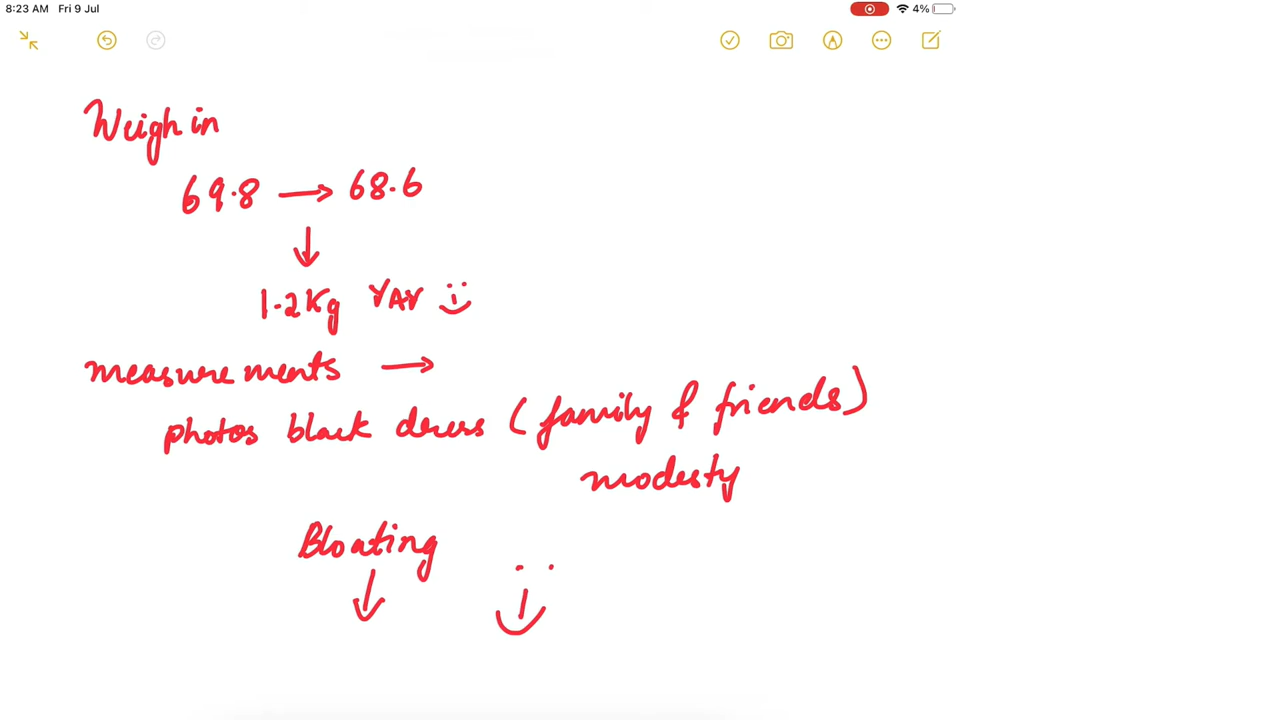 8:23 AM Fri 9 Jul 4%
Weigh in
69.8 → 68.6
↓
1.2Kg YAY
measurements →
photos black dress (family & friends)
modesty
Bloating
↓